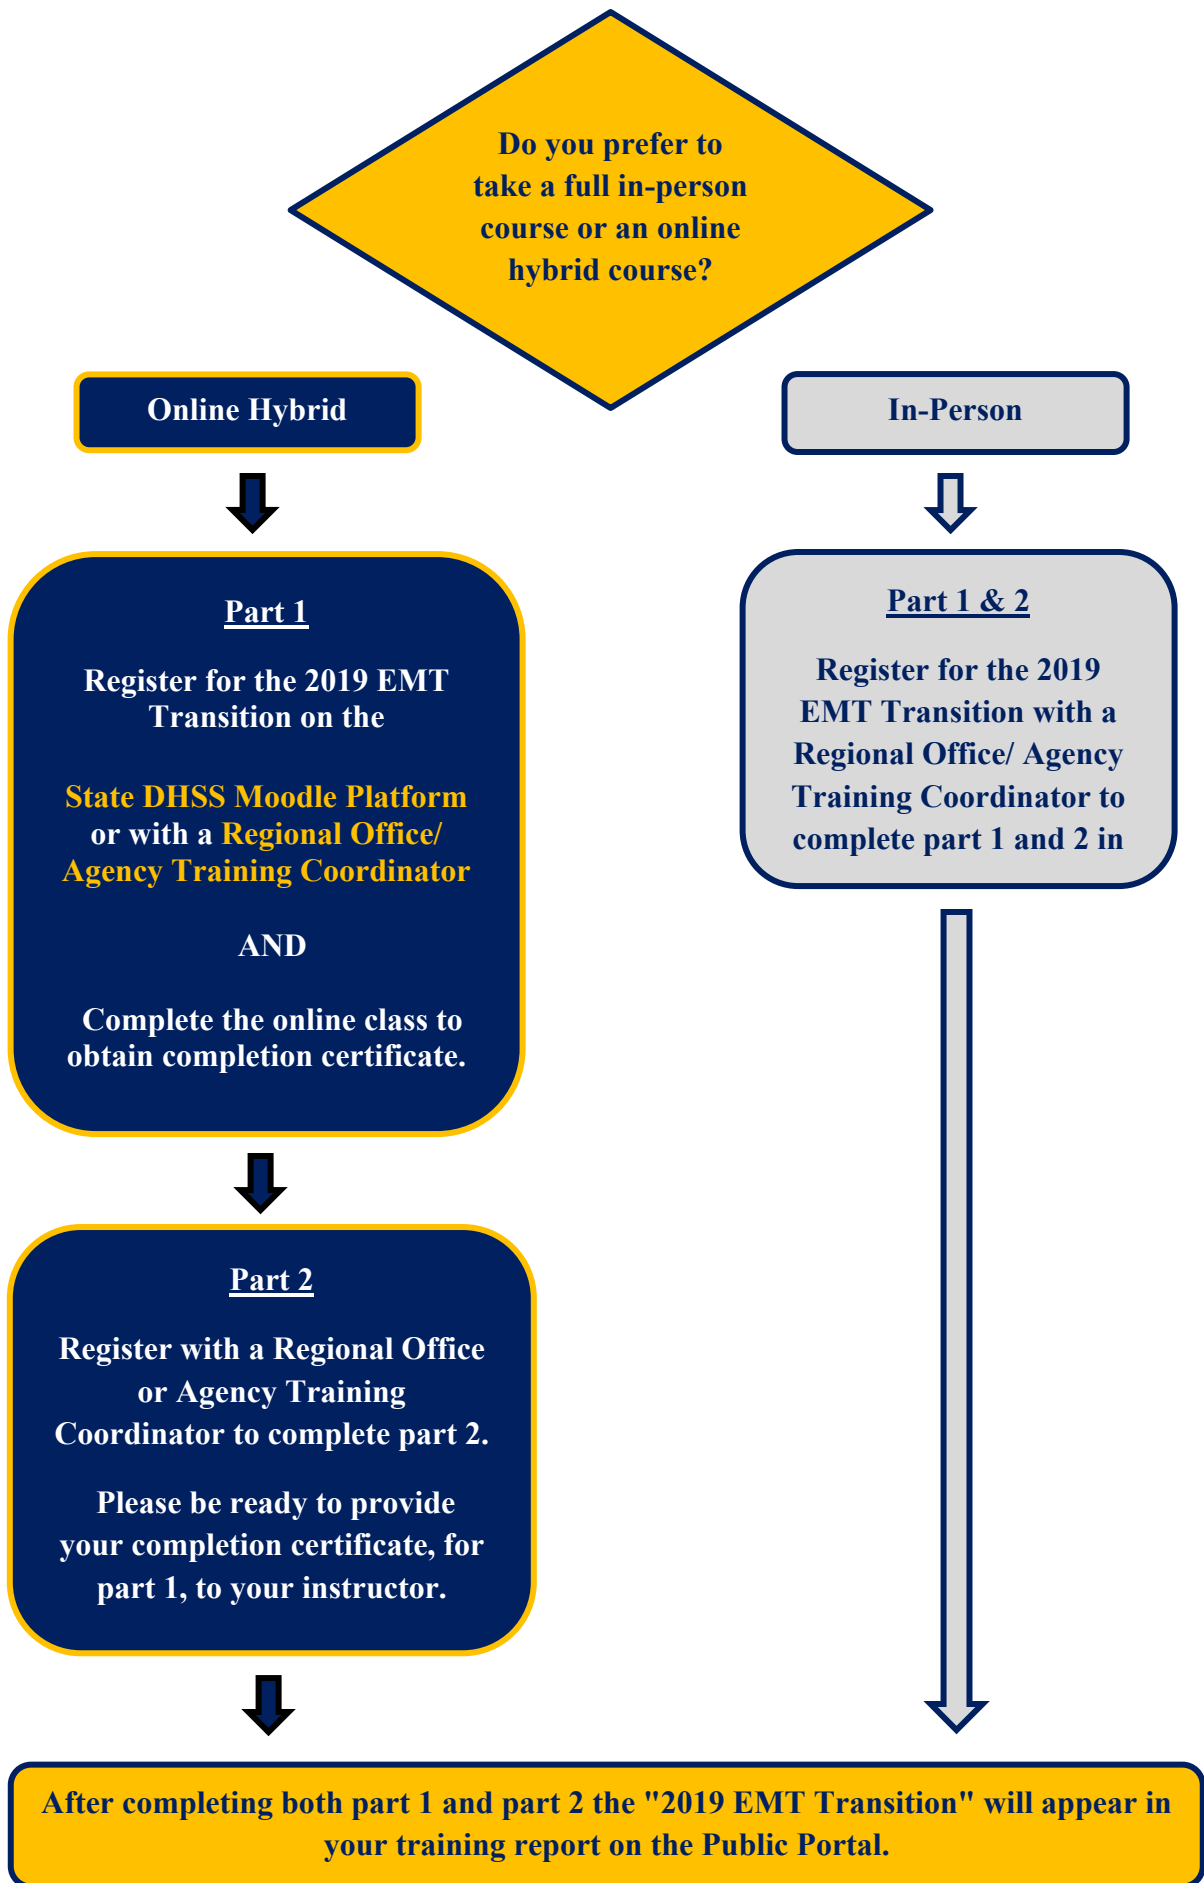 Do you prefer to
take a full in-person
course or an online
hybrid course?
Online Hybrid
In-Person
Part 1
Register for the 2019 EMT
Transition on the
State DHSS Moodle Platform
or with a Regional Office/
Agency Training Coordinator
AND
Complete the online class to
obtain completion certificate.
Part 1 & 2
Register for the 2019
EMT Transition with a
Regional Office/ Agency
Training Coordinator to
complete part 1 and 2 in
Part 2
Register with a Regional Office
or Agency Training
Coordinator to complete part 2.
Please be ready to provide
your completion certificate, for
part 1, to your instructor.
After completing both part 1 and part 2 the "2019 EMT Transition" will appear in
your training report on the Public Portal.